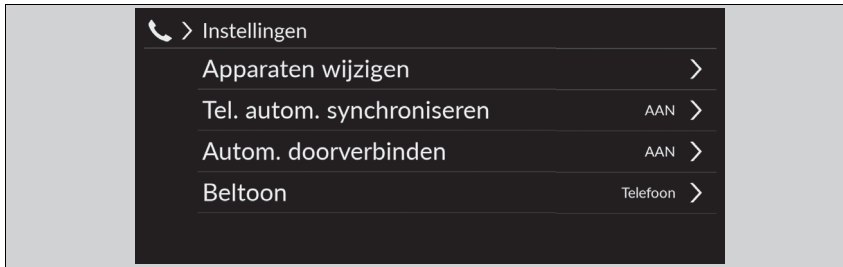 Instellingen
Apparaten wijzigen
Tel. autom. synchroniseren AAN
Autom. doorverbinden AAN
Beltoon Telefoon